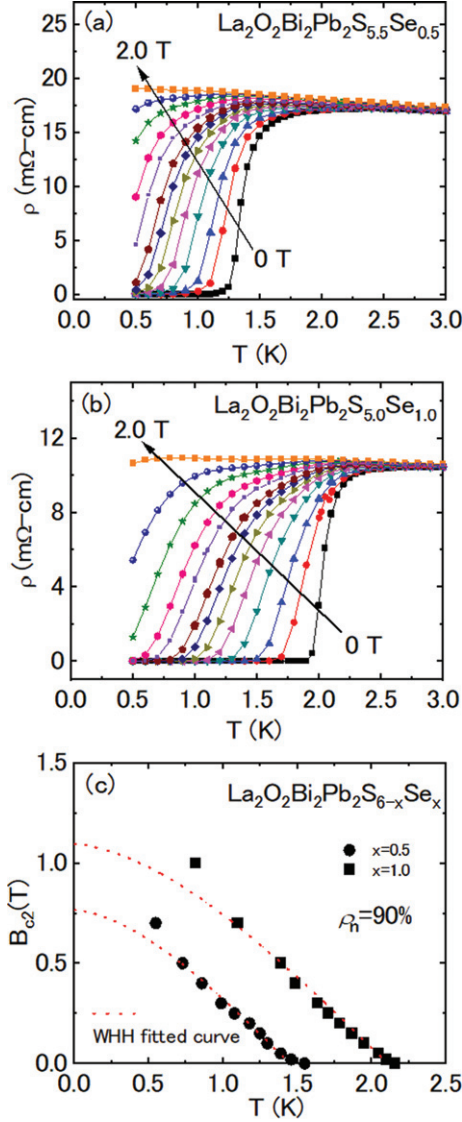 (a) La₂O₂Bi₂Pb₂S₅.₅Se₀.₅
2.0 T
0 T
ρ (mΩ−cm)
25
20
15
10
5
0
0.0 0.5 1.0 1.5 2.0 2.5 3.0
T (K)
(b) La₂O₂Bi₂Pb₂S₅.₀Se₁.₀
2.0 T
0 T
ρ (mΩ−cm)
12
8
4
0
0.0 0.5 1.0 1.5 2.0 2.5 3.0
T (K)
(c) La₂O₂Bi₂Pb₂S₆₋ₓSeₓ
x=0.5
x=1.0
ρₙ=90%
WHH fitted curve
B_c2(T)
1.5
1.0
0.5
0.0
0.0 0.5 1.0 1.5 2.0 2.5
T (K)